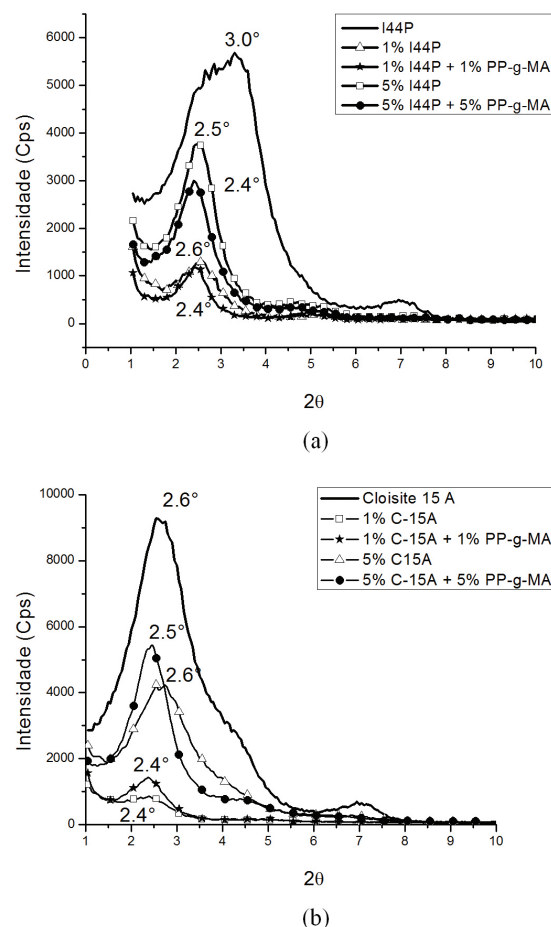 (a)
I44P
1% I44P
1% I44P + 1% PP-g-MA
5% I44P
5% I44P + 5% PP-g-MA
3.0°
2.5°
2.4°
2.6°
2.4°
Intensidade (Cps)
6000
5000
4000
3000
2000
1000
0
0 1 2 3 4 5 6 7 8 9 10
2θ
(a)
Cloisite 15 A
1% C-15A
1% C-15A + 1% PP-g-MA
5% C15A
5% C-15A + 5% PP-g-MA
2.6°
2.5°
2.6°
2.4°
2.4°
Intensidade (Cps)
10000
8000
6000
4000
2000
0
1 2 3 4 5 6 7 8 9 10
2θ
(b)